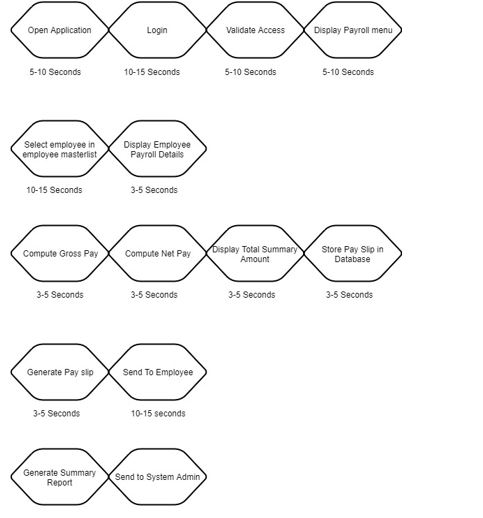 Open Application
Login
Validate Access
Display Payroll menu
5-10 Seconds
10-15 Seconds
5-10 Seconds
5-10 Seconds
Select employee in
employee masterlist
Display Employee
Payroll Details
10-15 Seconds
3-5 Seconds
Compute Gross Pay
Compute Net Pay
Display Total Summary
Amount
Store Pay Slip in
Database
3-5 Seconds
3-5 Seconds
3-5 Seconds
3-5 Seconds
Generate Pay slip
Send To Employee
3-5 Seconds
10-15 seconds
Generate Summary
Report
Send to System Admin